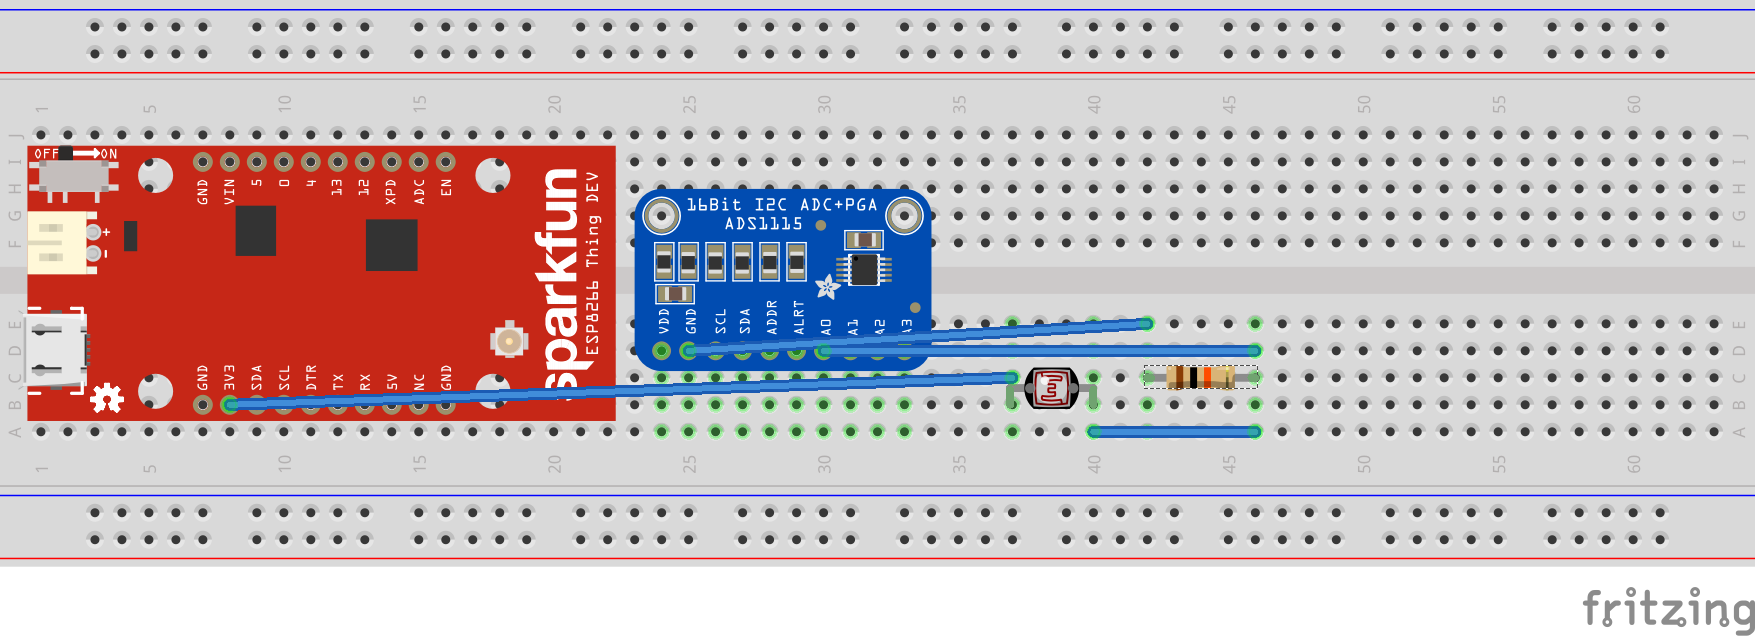 1 5 10 15 20 25 30 35 40 45 50 55 60
J J
I I
H H
G G
F F
E E
D D
C C
B B
A A
OFF ON
GND VIN 5 0 4 13 12 XPD ADC EN
+
-
sparkfun
ESP8266 Thing DEV
GND 3V3 SDA SCL DTR TX RX 5V NC GND
16Bit I2C ADC+PGA
ADS1115
VDD GND SCL SDA ADDR ALRT A0 A1 A2 A3
1 5 10 15 20 25 30 35 40 45 50 55 60
fritzing